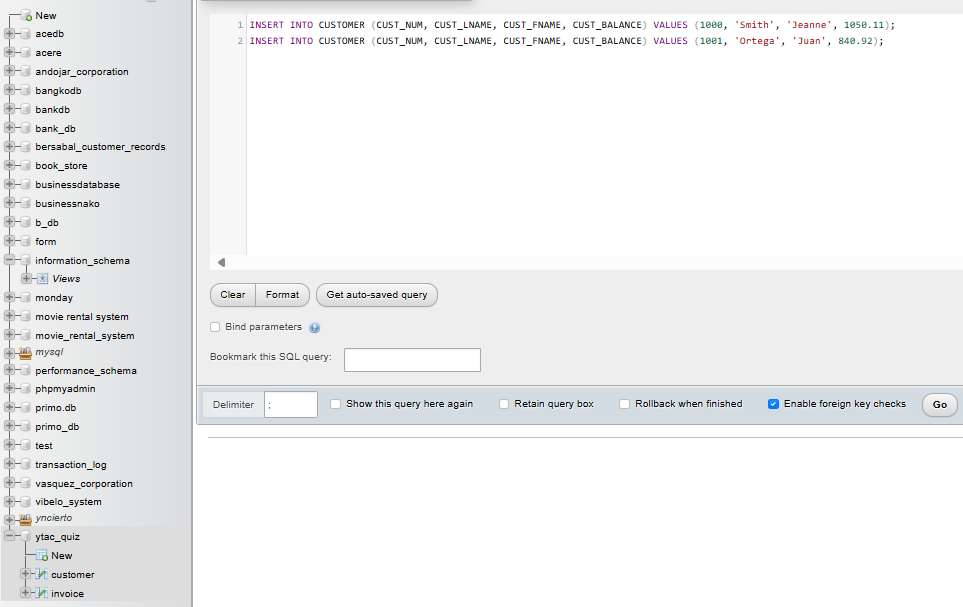 New
acedb
acere
andojar_corporation
bangkodb
bankdb
bank_db
bersabal_customer_records
book_store
businessdatabase
businessnako
b_db
form
information_schema
Views
monday
movie rental system
movie_rental_system
mysql
performance_schema
phpmyadmin
primo.db
primo_db
test
transaction_log
vasquez_corporation
vibelo_system
yncierto
ytac_quiz
New
customer
invoice
1 INSERT INTO CUSTOMER (CUST_NUM, CUST_LNAME, CUST_FNAME, CUST_BALANCE) VALUES (1000, 'Smith', 'Jeanne', 1050.11);
2 INSERT INTO CUSTOMER (CUST_NUM, CUST_LNAME, CUST_FNAME, CUST_BALANCE) VALUES (1001, 'Ortega', 'Juan', 840.92);
Clear Format Get auto-saved query
Bind parameters
Bookmark this SQL query:
Delimiter ; Show this query here again Retain query box Rollback when finished Enable foreign key checks Go